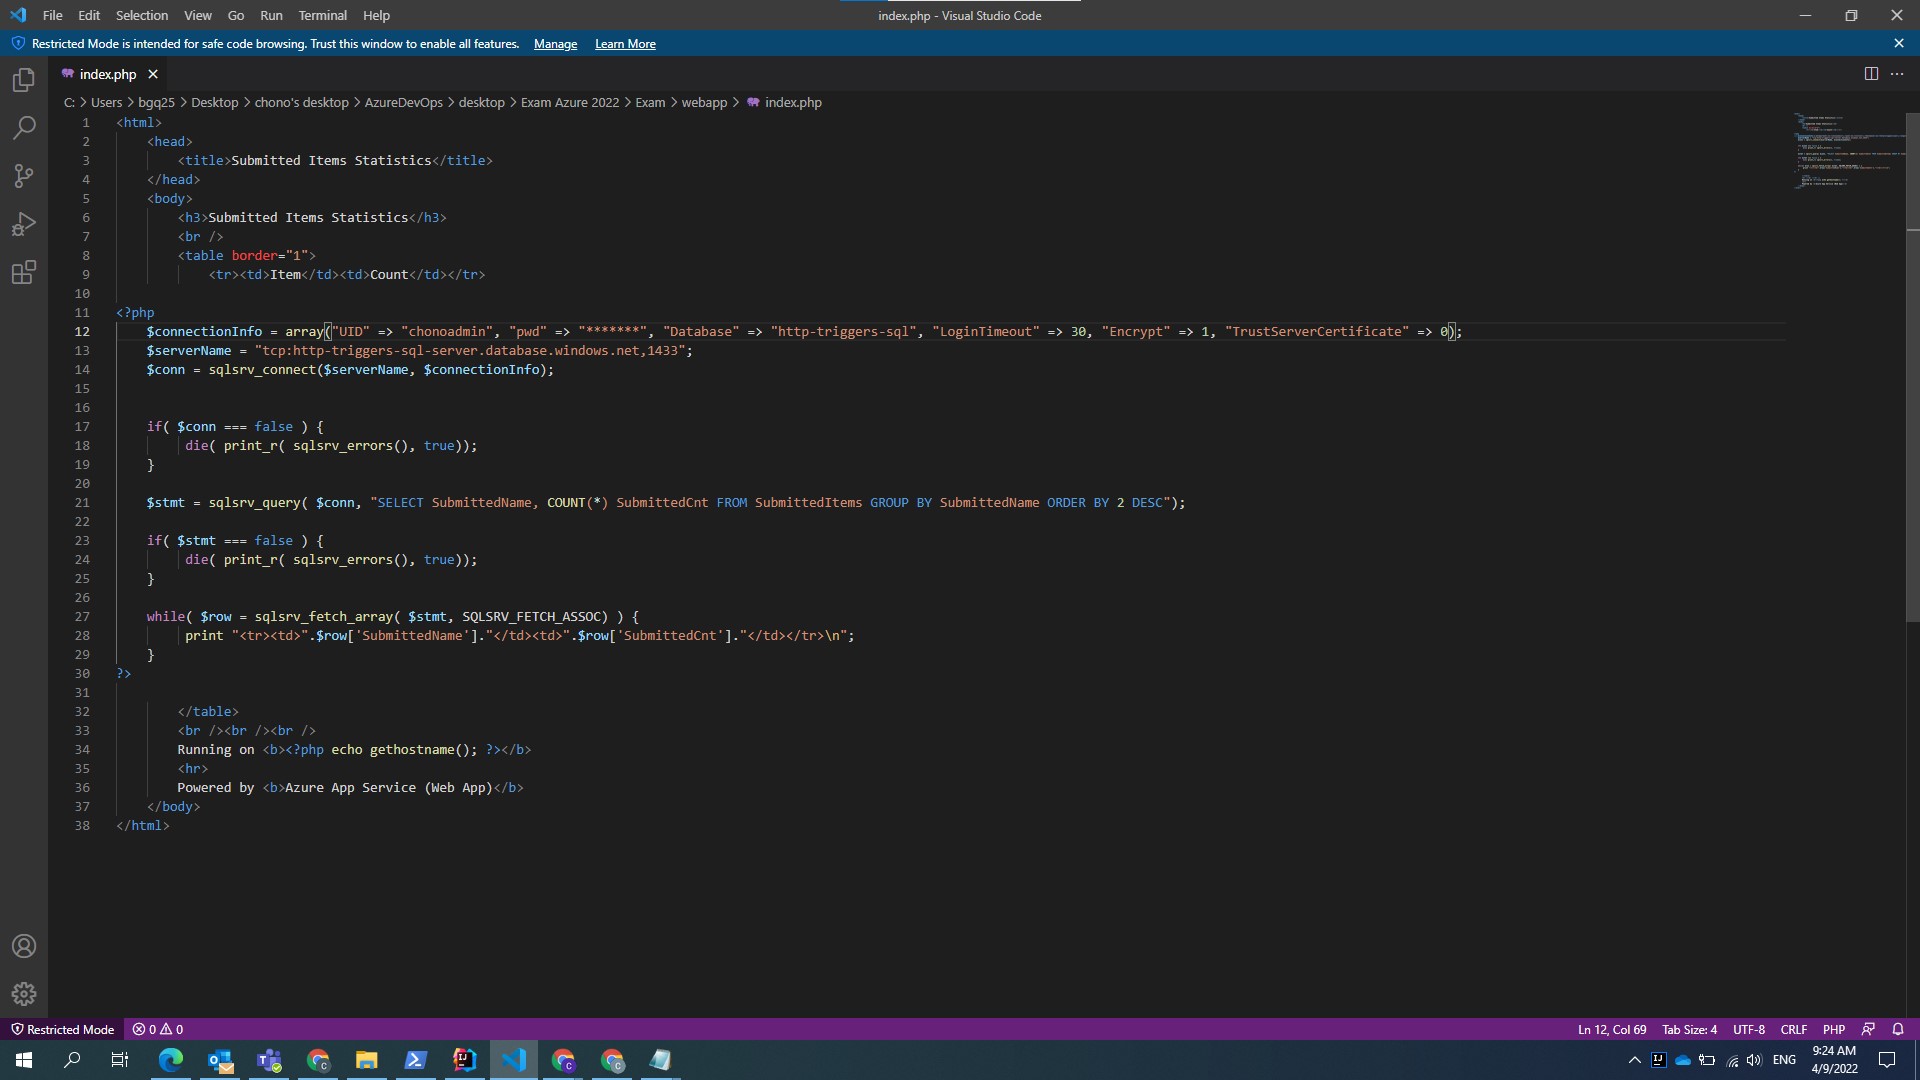 File Edit Selection View Go Run Terminal Help
index.php - Visual Studio Code
Restricted Mode is intended for safe code browsing. Trust this window to enable all features. Manage Learn More
index.php
C: > Users > bgq25 > Desktop > chono's desktop > AzureDevOps > desktop > Exam Azure 2022 > Exam > webapp > index.php
1 <html>
2 <head>
3 <title>Submitted Items Statistics</title>
4 </head>
5 <body>
6 <h3>Submitted Items Statistics</h3>
7 <br />
8 <table border="1">
9 <tr><td>Item</td><td>Count</td></tr>
10
11 <?php
12 $connectionInfo = array("UID" => "chonoadmin", "pwd" => "*******", "Database" => "http-triggers-sql", "LoginTimeout" => 30, "Encrypt" => 1, "TrustServerCertificate" => 0);
13 $serverName = "tcp:http-triggers-sql-server.database.windows.net,1433";
14 $conn = sqlsrv_connect($serverName, $connectionInfo);
15
16
17 if( $conn === false ) {
18 die( print_r( sqlsrv_errors(), true));
19 }
20
21 $stmt = sqlsrv_query( $conn, "SELECT SubmittedName, COUNT(*) SubmittedCnt FROM SubmittedItems GROUP BY SubmittedName ORDER BY 2 DESC");
22
23 if( $stmt === false ) {
24 die( print_r( sqlsrv_errors(), true));
25 }
26
27 while( $row = sqlsrv_fetch_array( $stmt, SQLSRV_FETCH_ASSOC) ) {
28 print "<tr><td>".$row['SubmittedName']."</td><td>".$row['SubmittedCnt']."</td></tr>\n";
29 }
30 ?>
31
32 </table>
33 <br /><br /><br />
34 Running on <b><?php echo gethostname(); ?></b>
35 <hr>
36 Powered by <b>Azure App Service (Web App)</b>
37 </body>
38 </html>
Restricted Mode 0 0 Ln 12, Col 69 Tab Size: 4 UTF-8 CRLF PHP
ENG 9:24 AM
4/9/2022